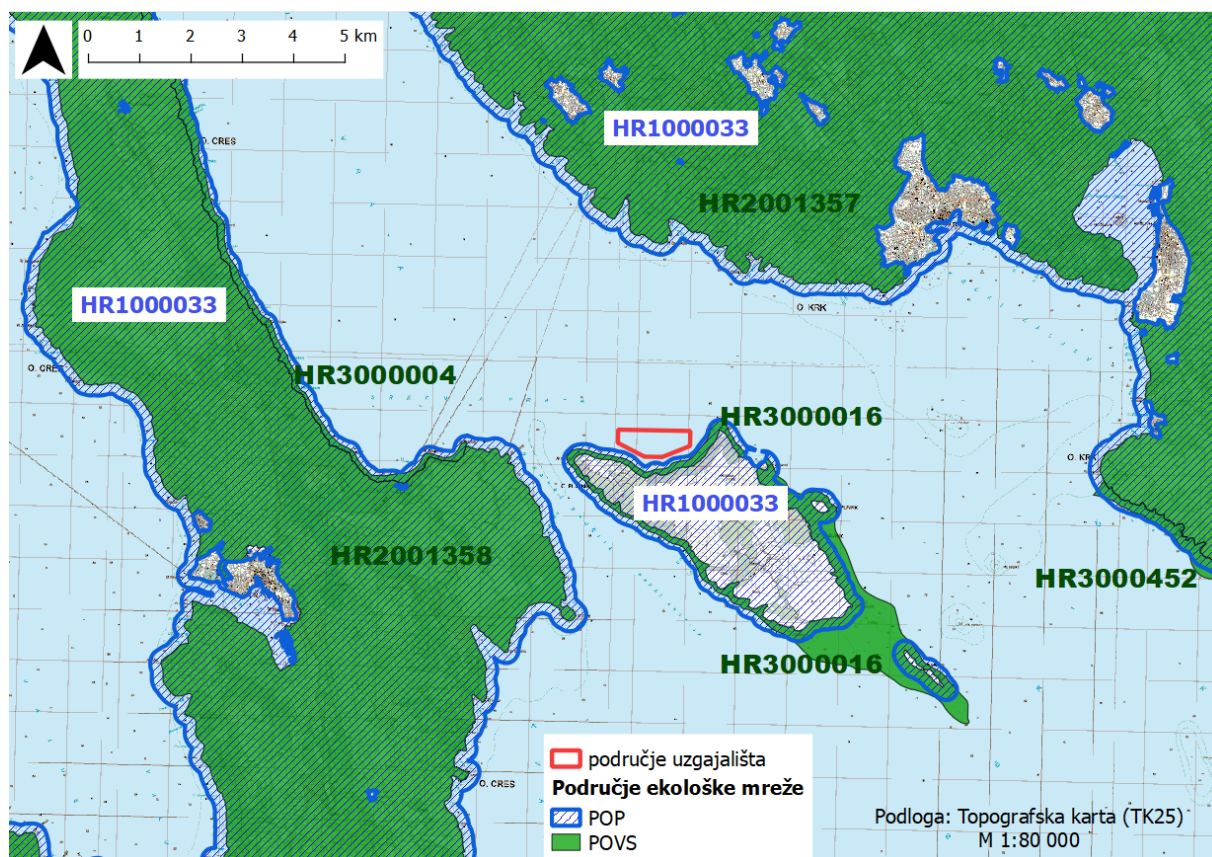 0 1 2 3 4 5 km
O. CRES
HR1000033
HR2001357
HR1000033
O. KRK
O. CRES
HR3000004
HR3000016
O. KRK
HR1000033
HR2001358
HR3000452
HR3000016
područje uzgajališta
Područje ekološke mreže
O. CRES
POP
POVS
Podloga: Topografska karta (TK25)
M 1:80 000